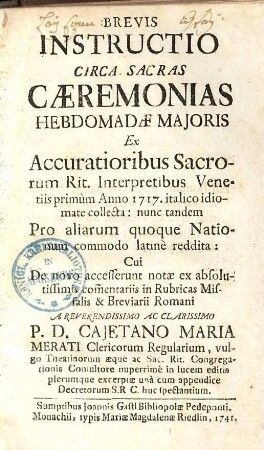 BREVIS
INSTRUCTIO
CIRCA SACRAS
CÆREMONIAS
HEBDOMADÆ MAJORIS
Ex
Accuratioribus Sacro-
rum Rit. Interpretibus Vene-
tiis primùm Anno 1717. italico idio-
mate collecta: nunc tandem
Pro aliarum quoque Natio-
num commodo latinè reddita:
Cui
De novo accesserunt notæ ex absolu-
tissimis comentariis in Rubricas Mis-
salis & Breviarii Romani
A REVERENDISSIMO AC CLARISSIMO
P. D. CAJETANO MARIA
MERATI Clericorum Regularium, vul-
go Theatinorum æque ac Sac. Rit. Congrega-
tionis Consultore nuperrimè in lucem editis
plerumque excerptæ unà cum appendice
Decretorum S.R C. huc spectantium.
Sumptibus Joannis Gastl Bibliopolæ Pedeponti.
Monachii, typis Mariæ Magdalenæ Riedlin, 1741.